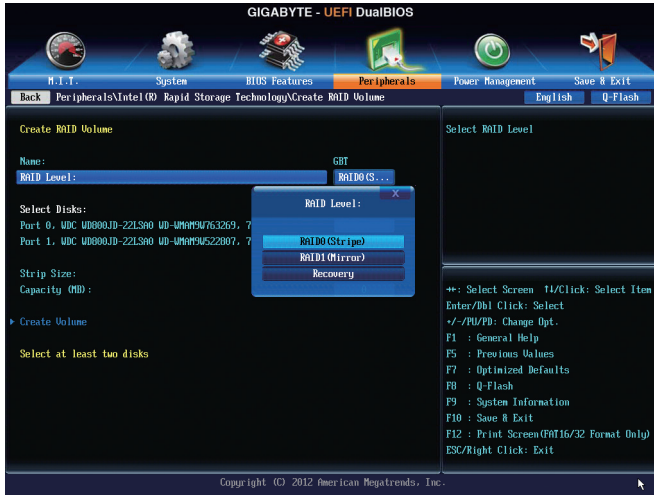 GIGABYTE - UEFI DualBIOS
M.I.T. System BIOS Features Peripherals Power Management Save & Exit
Back Peripherals\Intel(R) Rapid Storage Technology\Create RAID Volume English Q-Flash
Create RAID Volume
Name: GBT
RAID Level: RAID0(S...
Select Disks:
Port 0, WDC WD800JD-22LSA0 WD-WMAM9W763269, 7
Port 1, WDC WD800JD-22LSA0 WD-WMAM9W522807, 7
Strip Size:
Capacity (MB):
Create Volume
Select at least two disks
X
RAID Level:
RAID0(Stripe)
RAID1(Mirror)
Recovery
Select RAID Level
→←: Select Screen ↑↓/Click: Select Item
Enter/Dbl Click: Select
+/-/PU/PD: Change Opt.
F1 : General Help
F5 : Previous Values
F7 : Optimized Defaults
F8 : Q-Flash
F9 : System Information
F10 : Save & Exit
F12 : Print Screen(FAT16/32 Format Only)
ESC/Right Click: Exit
Copyright (C) 2012 American Megatrends, Inc.